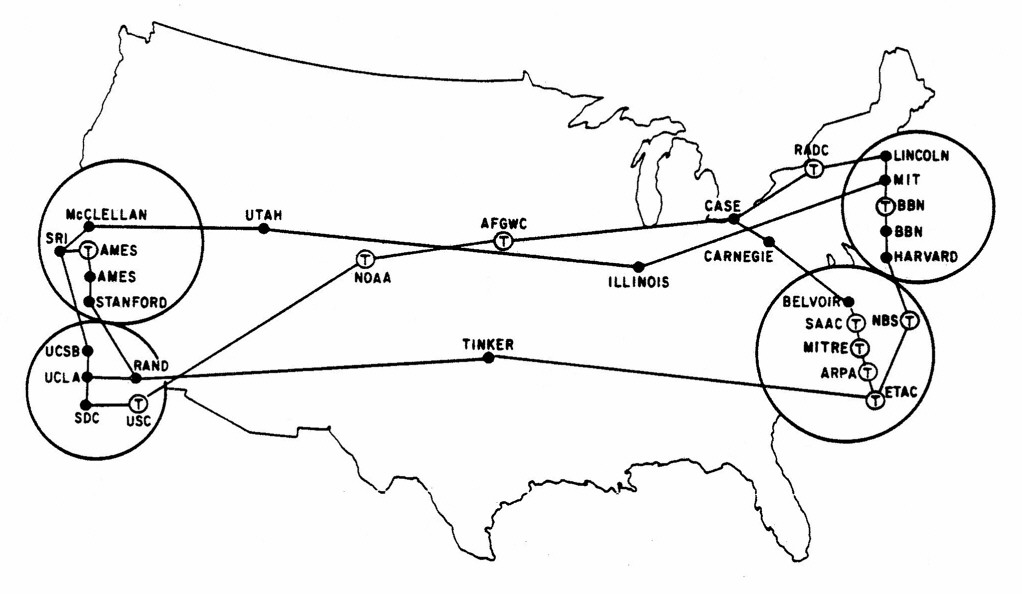 RADC
T
LINCOLN
MIT
T BBN
BBN
HARVARD
McCLELLAN
UTAH
AFGWC
T
CASE
SRI
T AMES
AMES
STANFORD
NOAA
T
ILLINOIS
CARNEGIE
BELVOIR
SAAC T
NBS T
MITRE T
ARPA T
ETAC
T
UCSB
RAND
UCLA
SDC
T
USC
TINKER